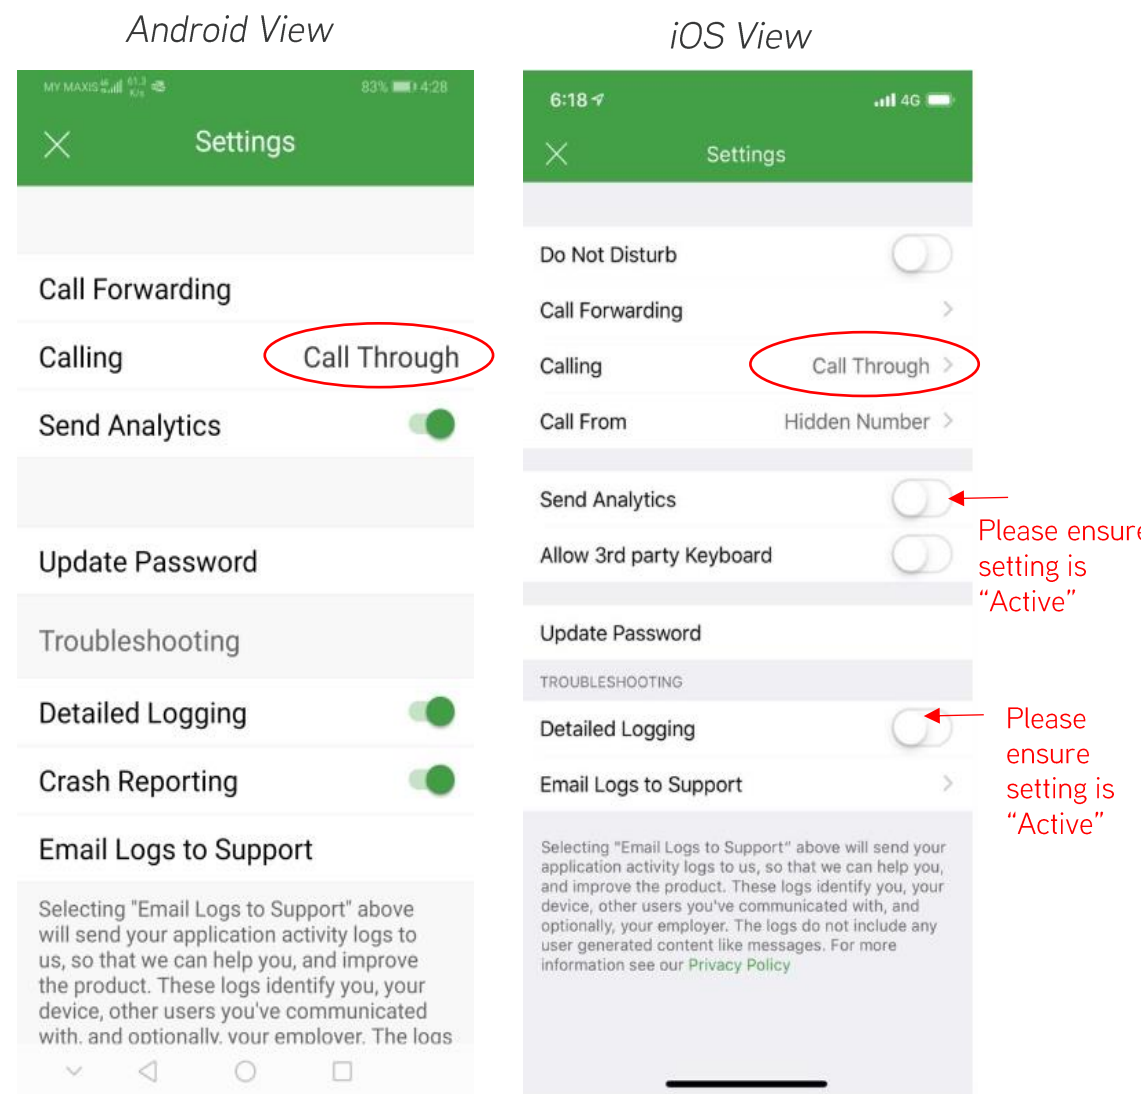 Android View
MY MAXIS 61.3 K/s 83% 4:28
Settings
Call Forwarding
Calling Call Through
Send Analytics
Update Password
Troubleshooting
Detailed Logging
Crash Reporting
Email Logs to Support
Selecting "Email Logs to Support" above
will send your application activity logs to
us, so that we can help you, and improve
the product. These logs identify you, your
device, other users you've communicated
with, and optionally, your employer. The logs
iOS View
6:18 4G
Settings
Do Not Disturb
Call Forwarding
Calling Call Through
Call From Hidden Number
Send Analytics
Allow 3rd party Keyboard
Update Password
TROUBLESHOOTING
Detailed Logging
Email Logs to Support
Selecting "Email Logs to Support" above will send your
application activity logs to us, so that we can help you,
and improve the product. These logs identify you, your
device, other users you've communicated with, and
optionally, your employer. The logs do not include any
user generated content like messages. For more
information see our Privacy Policy
Please ensure
setting is
“Active”
Please
ensure
setting is
“Active”